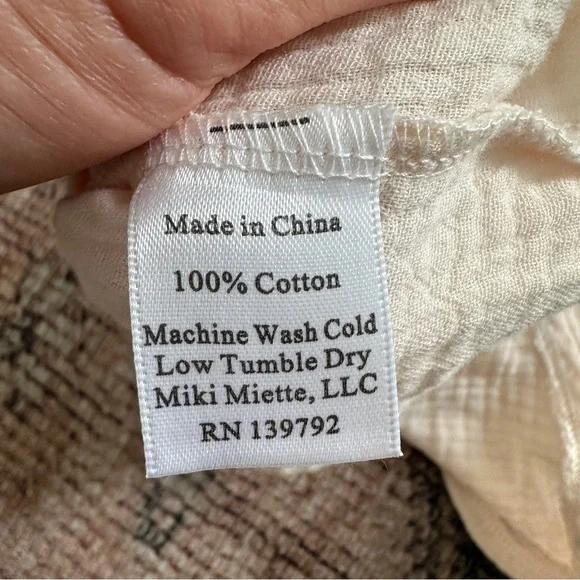 Made in China
100% Cotton
Machine Wash Cold
Low Tumble Dry
Miki Miette, LLC
RN 139792